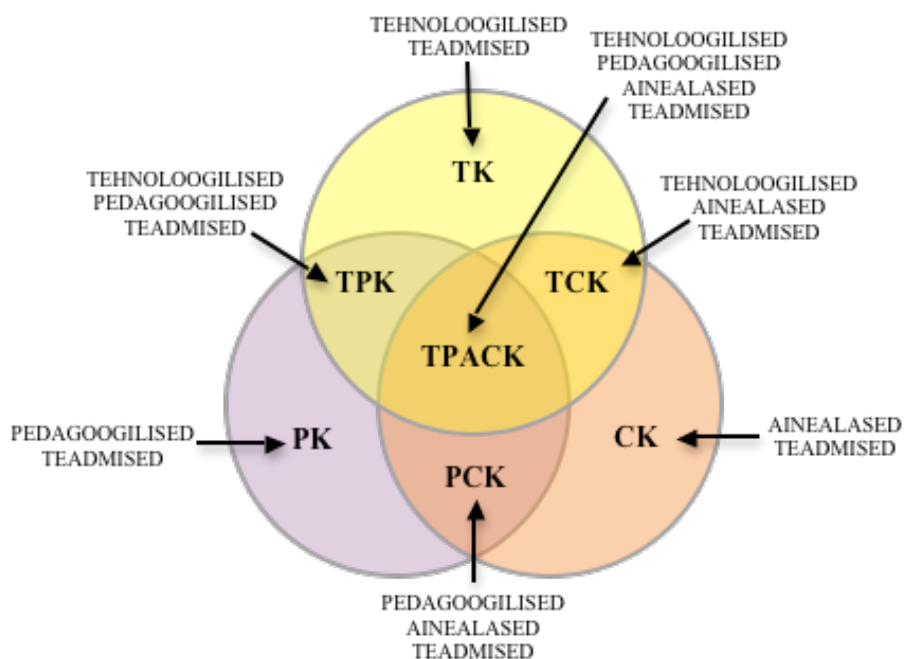 TEHNOLOOGILISED
TEADMISED
TEHNOLOOGILISED
PEDAGOOGILISED
AINEALASED
TEADMISED
TK
TEHNOLOOGILISED
PEDAGOOGILISED
TEADMISED
TEHNOLOOGILISED
AINEALASED
TEADMISED
TPK
TCK
TPACK
PEDAGOOGILISED
TEADMISED
PK
CK
AINEALASED
TEADMISED
PCK
PEDAGOOGILISED
AINEALASED
TEADMISED